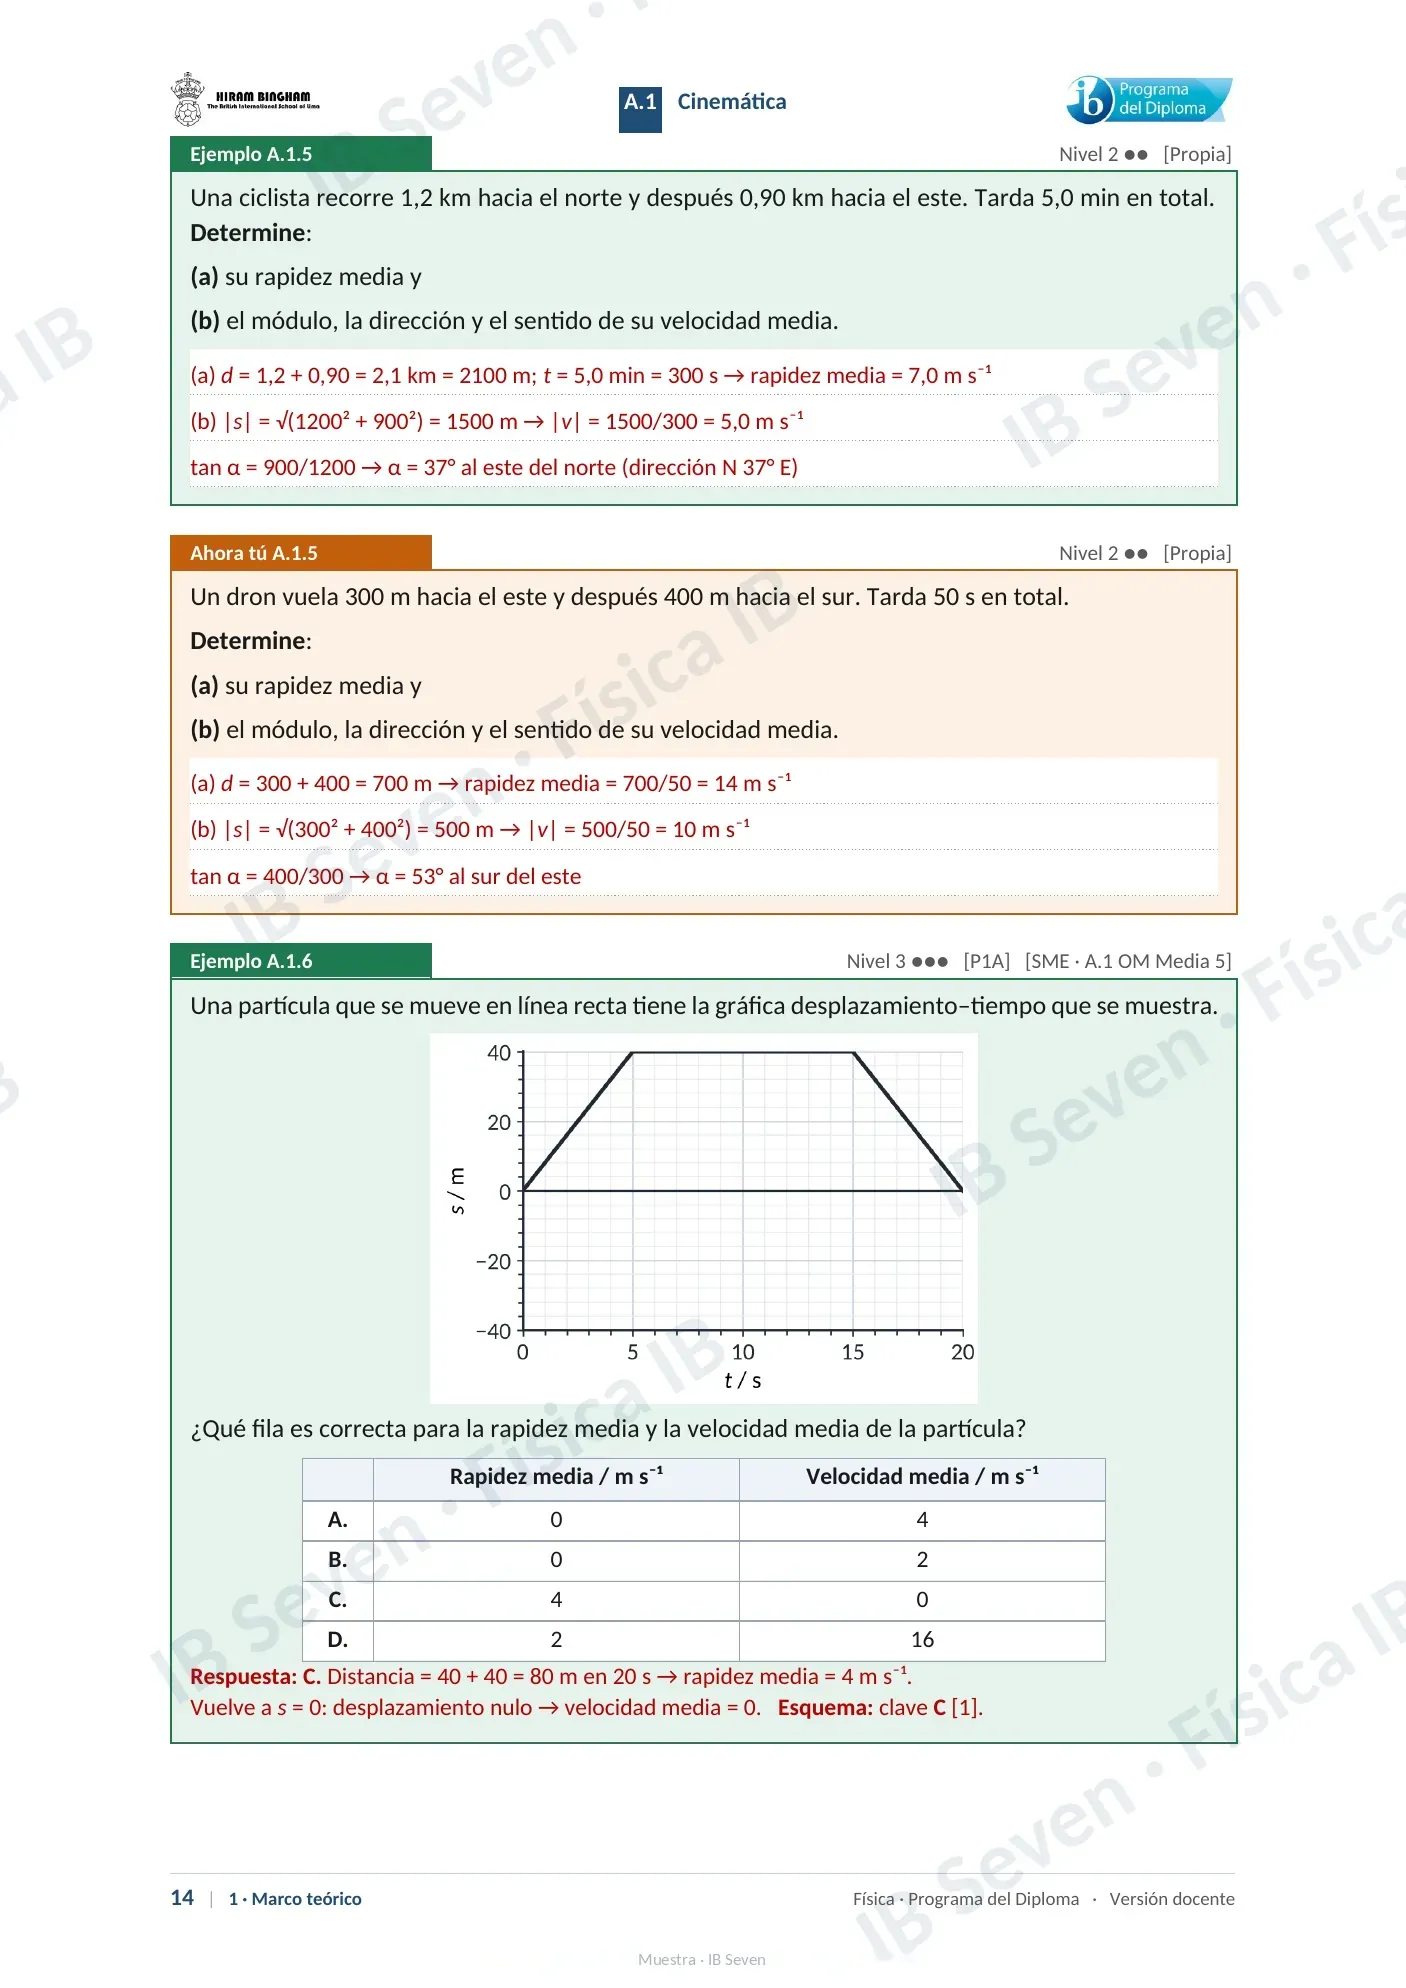 HIRAM BINGHAM
The British International School of Lima
A.1 Cinemática
ib Programa
del Diploma
Ejemplo A.1.5 Nivel 2 ●● [Propia]
Una ciclista recorre 1,2 km hacia el norte y después 0,90 km hacia el este. Tarda 5,0 min en total.
Determine:
(a) su rapidez media y
(b) el módulo, la dirección y el sentido de su velocidad media.
(a) d = 1,2 + 0,90 = 2,1 km = 2100 m; t = 5,0 min = 300 s → rapidez media = 7,0 m s⁻¹
(b) |s| = √(1200² + 900²) = 1500 m → |v| = 1500/300 = 5,0 m s⁻¹
tan α = 900/1200 → α = 37° al este del norte (dirección N 37° E)
Ahora tú A.1.5 Nivel 2 ●● [Propia]
Un dron vuela 300 m hacia el este y después 400 m hacia el sur. Tarda 50 s en total.
Determine:
(a) su rapidez media y
(b) el módulo, la dirección y el sentido de su velocidad media.
(a) d = 300 + 400 = 700 m → rapidez media = 700/50 = 14 m s⁻¹
(b) |s| = √(300² + 400²) = 500 m → |v| = 500/50 = 10 m s⁻¹
tan α = 400/300 → α = 53° al sur del este
Ejemplo A.1.6 Nivel 3 ●●● [P1A] [SME · A.1 OM Media 5]
Una partícula que se mueve en línea recta tiene la gráfica desplazamiento–tiempo que se muestra.
40
20
0
−20
−40
s / m
0 5 10 15 20
t / s
¿Qué fila es correcta para la rapidez media y la velocidad media de la partícula?
Rapidez media / m s⁻¹ Velocidad media / m s⁻¹
A. 0 4
B. 0 2
C. 4 0
D. 2 16
Respuesta: C. Distancia = 40 + 40 = 80 m en 20 s → rapidez media = 4 m s⁻¹.
Vuelve a s = 0: desplazamiento nulo → velocidad media = 0. Esquema: clave C [1].
14 | 1 · Marco teórico Física · Programa del Diploma · Versión docente
Muestra · IB Seven
IB Seven · Física IB